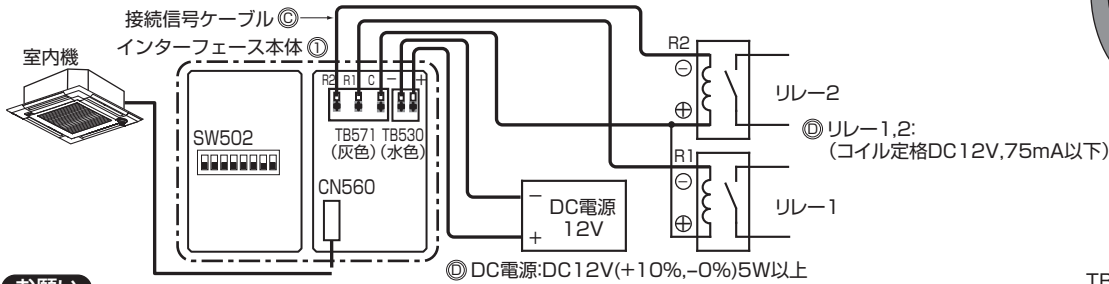 接続信号ケーブル Ⓒ
インターフェース本体 ①
室内機
SW502
R2 R1 C − +
TB571 TB530
(灰色) (水色)
CN560
− DC電源
+ 12V
Ⓓ DC電源:DC12V(+10%,−0%)5W以上
R2
⊖
⊕
リレー2
Ⓓ リレー1,2:
(コイル定格DC12V,75mA以下)
R1
⊖
⊕
リレー1